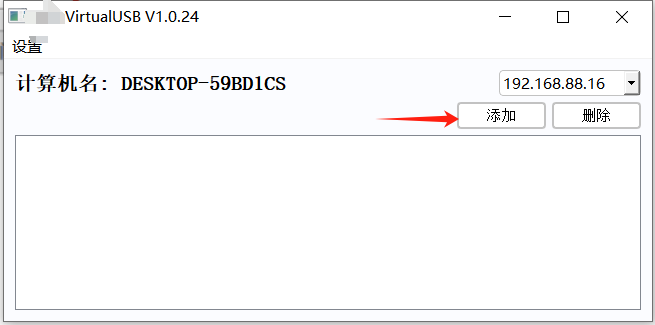 VirtualUSB V1.0.24
设置
计算机名: DESKTOP-59BD1CS
192.168.88.16
添加
删除